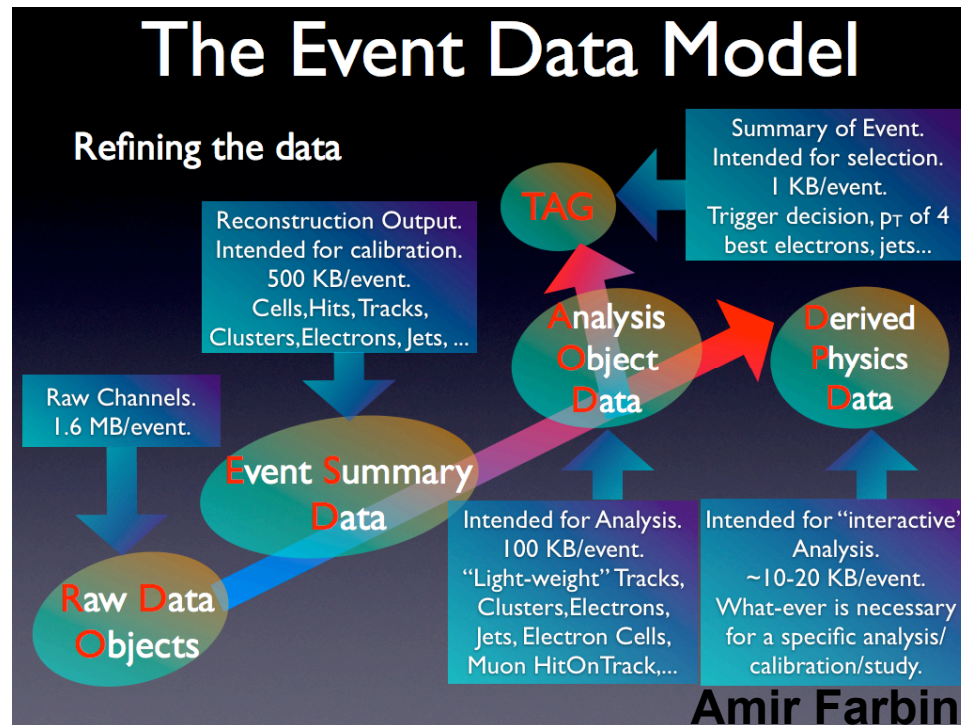 The Event Data Model
Refining the data
Summary of Event.
Intended for selection.
1 KB/event.
Trigger decision, pT of 4
best electrons, jets...
TAG
Reconstruction Output.
Intended for calibration.
500 KB/event.
Cells,Hits, Tracks,
Clusters,Electrons, Jets, ...
Analysis
Object
Data
Derived
Physics
Data
Raw Channels.
1.6 MB/event.
Event Summary
Data
Intended for Analysis.
100 KB/event.
“Light-weight” Tracks,
Clusters,Electrons,
Jets, Electron Cells,
Muon HitOnTrack,...
Intended for “interactive”
Analysis.
~10-20 KB/event.
What-ever is necessary
for a specific analysis/
calibration/study.
Raw Data
Objects
Amir Farbin